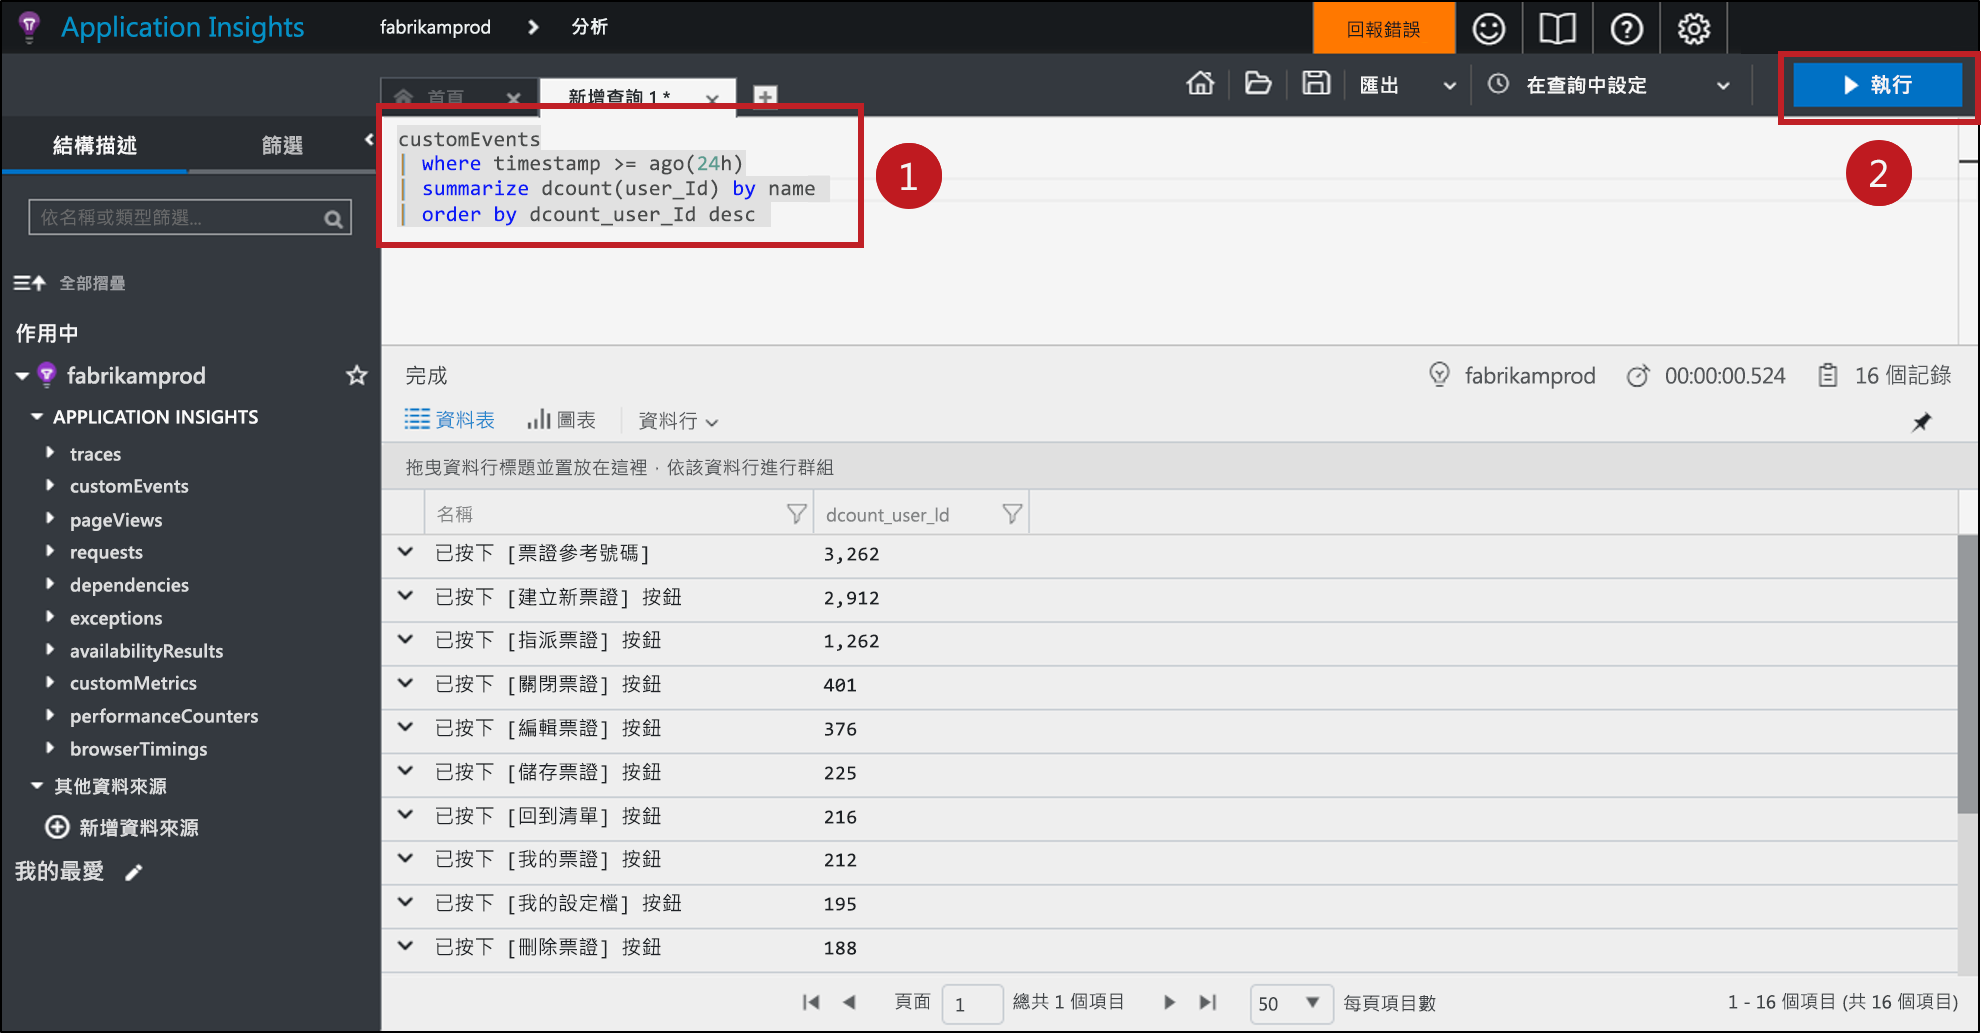 Application Insights
fabrikamprod
分析
回報錯誤
首頁
新增查詢 1 *
匯出
在查詢中設定
執行
結構描述
篩選
依名稱或類型篩選...
全部摺疊
作用中
fabrikamprod
APPLICATION INSIGHTS
traces
customEvents
pageViews
requests
dependencies
exceptions
availabilityResults
customMetrics
performanceCounters
browserTimings
其他資料來源
新增資料來源
我的最愛
customEvents
| where timestamp >= ago(24h)
| summarize dcount(user_Id) by name
| order by dcount_user_Id desc
1
2
完成
fabrikamprod
00:00:00.524
16 個記錄
資料表
圖表
資料行
拖曳資料行標題並置放在這裡，依該資料行進行群組
名稱
dcount_user_Id
已按下 [票證參考號碼] 3,262
已按下 [建立新票證] 按鈕 2,912
已按下 [指派票證] 按鈕 1,262
已按下 [關閉票證] 按鈕 401
已按下 [編輯票證] 按鈕 376
已按下 [儲存票證] 按鈕 225
已按下 [回到清單] 按鈕 216
已按下 [我的票證] 按鈕 212
已按下 [我的設定檔] 按鈕 195
已按下 [刪除票證] 按鈕 188
頁面 1 總共 1 個項目
50 每頁項目數
1 - 16 個項目 (共 16 個項目)